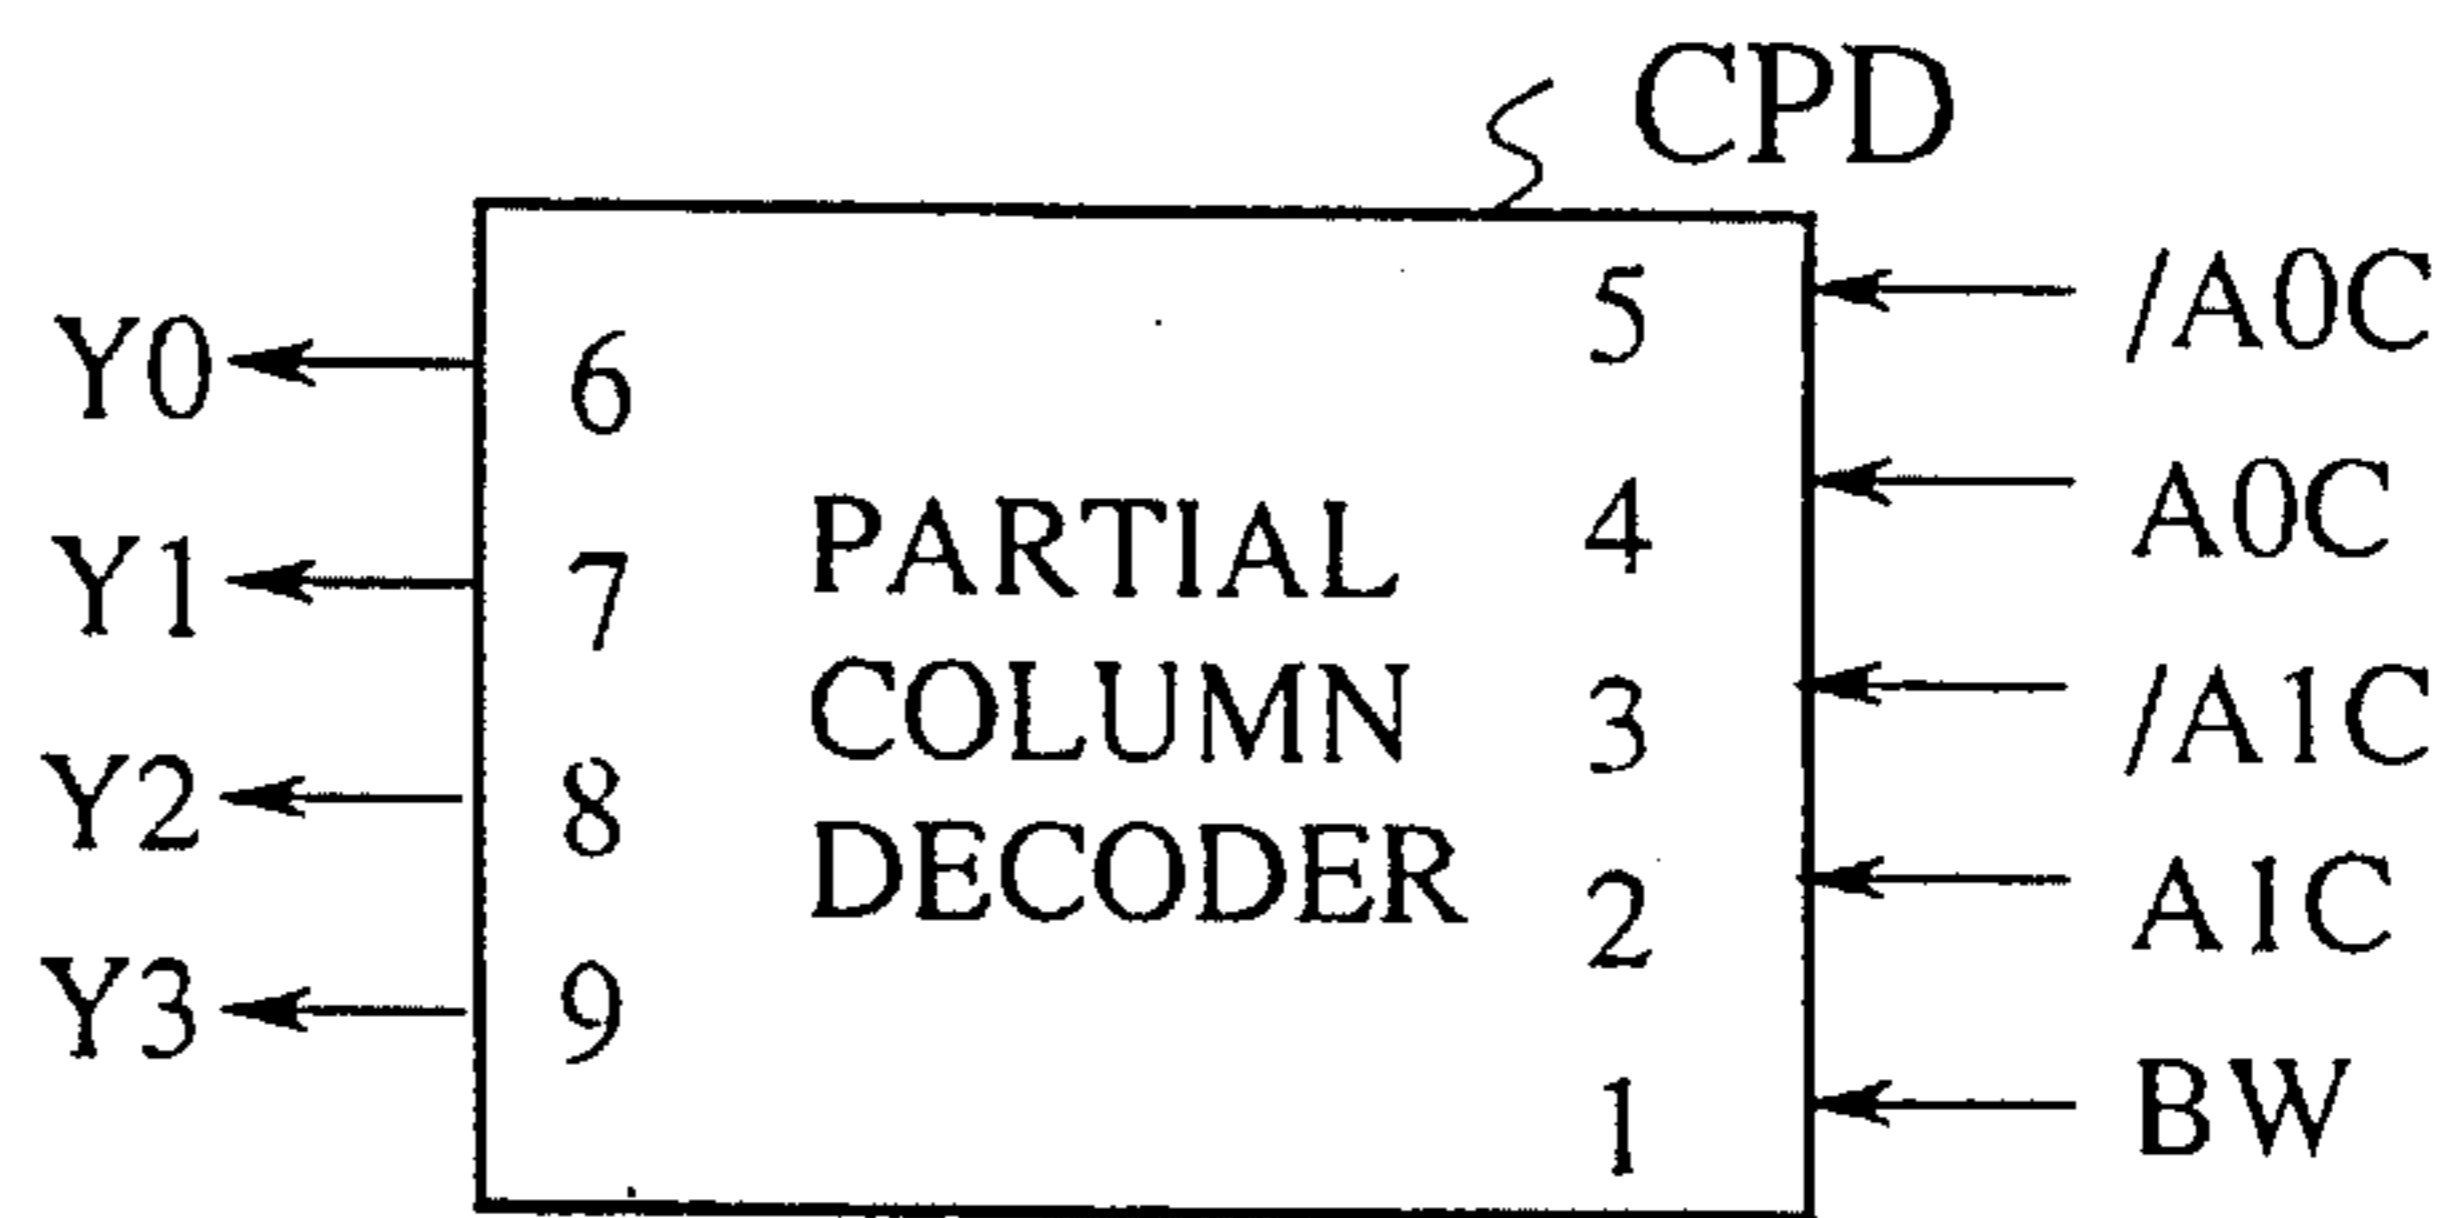 CPD
5 /A0C
Y0 6
4 A0C
PARTIAL
Y1 7
3 /A1C
COLUMN
Y2 8
2 A1C
DECODER
Y3 9
1 BW